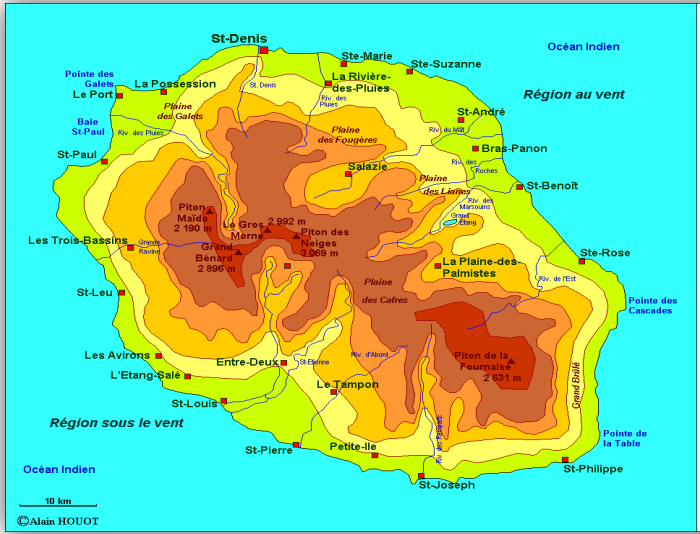 St-Denis
Océan Indien
Ste-Marie
Ste-Suzanne
Pointe des
Galets
La Possession
Le Port
La Rivière-
des-Pluies
St. Denis
Région au vent
Plaine
des Galets
Riv. des
Pluies
St-André
Baie
St-Paul
Riv. des Pluies
Plaine
des Fougères
Riv. du Mât
Bras-Panon
St-Paul
Salazie
Riv. des
Roches
Plaine
des Lianes
St-Benoît
Riv. des
Marsouins
Piton
Maïdo
2 190 m
Le Gros
Morne
2 992 m
Grand
Etang
Piton des
Neiges
3 069 m
Les Trois-Bassins
Grande
Ravine
Grand
Bénard
2 896 m
Ste-Rose
La Plaine-des-
Palmistes
Plaine
des Cafres
Riv. de l'Est
St-Leu
Pointe des
Cascades
Les Avirons
Entre-Deux
St-Etienne
Riv. d'Abord
Piton de la
Fournaise
2 631 m
Grand Brûlé
L'Etang-Salé
Le Tampon
St-Louis
Région sous le vent
Riv. des Remparts
Pointe de
la Table
St-Pierre
Petite-Ile
Océan Indien
St-Philippe
St-Joseph
10 km
©Alain HOUOT